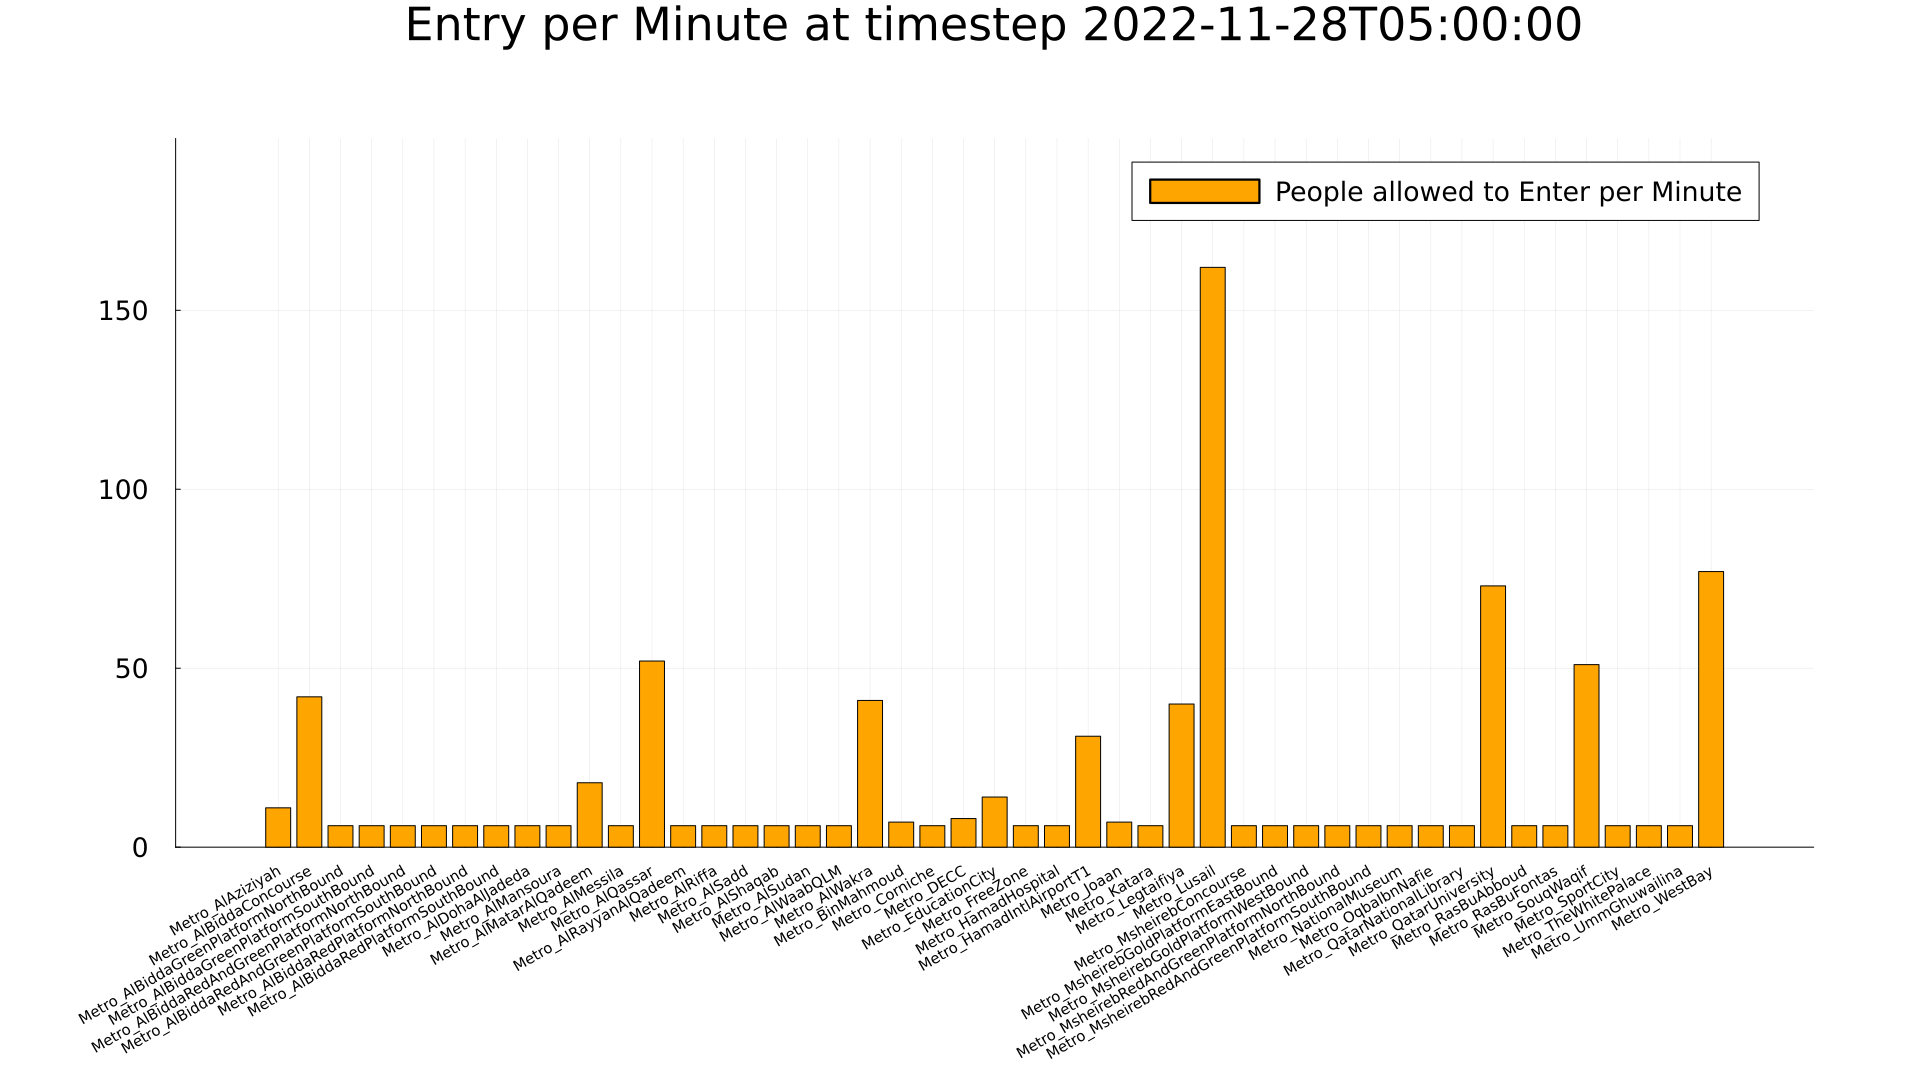 Entry per Minute at timestep 2022-11-28T05:00:00
People allowed to Enter per Minute
150
100
50
0
Metro_AlAziziyah
Metro_AlBiddaConcourse
Metro_AlBiddaGreenPlatformNorthBound
Metro_AlBiddaGreenPlatformSouthBound
Metro_AlBiddaRedAndGreenPlatformNorthBound
Metro_AlBiddaRedAndGreenPlatformSouthBound
Metro_AlBiddaRedPlatformNorthBound
Metro_AlBiddaRedPlatformSouthBound
Metro_AlDohaAlJadeda
Metro_AlMansoura
Metro_AlMatarAlQadeem
Metro_AlMessila
Metro_AlQassar
Metro_AlRayyanAlQadeem
Metro_AlRiffa
Metro_AlSadd
Metro_AlShaqab
Metro_AlSudan
Metro_AlWaabQLM
Metro_AlWakra
Metro_BinMahmoud
Metro_Corniche
Metro_DECC
Metro_EducationCity
Metro_FreeZone
Metro_HamadHospital
Metro_HamadIntlAirportT1
Metro_Joaan
Metro_Katara
Metro_Legtaifiya
Metro_Lusail
Metro_MsheirebConcourse
Metro_MsheirebGoldPlatformEastBound
Metro_MsheirebGoldPlatformWestBound
Metro_MsheirebRedAndGreenPlatformNorthBound
Metro_MsheirebRedAndGreenPlatformSouthBound
Metro_NationalMuseum
Metro_OqbaIbnNafie
Metro_QatarNationalLibrary
Metro_QatarUniversity
Metro_RasBuAbboud
Metro_RasBuFontas
Metro_SouqWaqif
Metro_SportCity
Metro_TheWhitePalace
Metro_UmmGhuwailina
Metro_WestBay